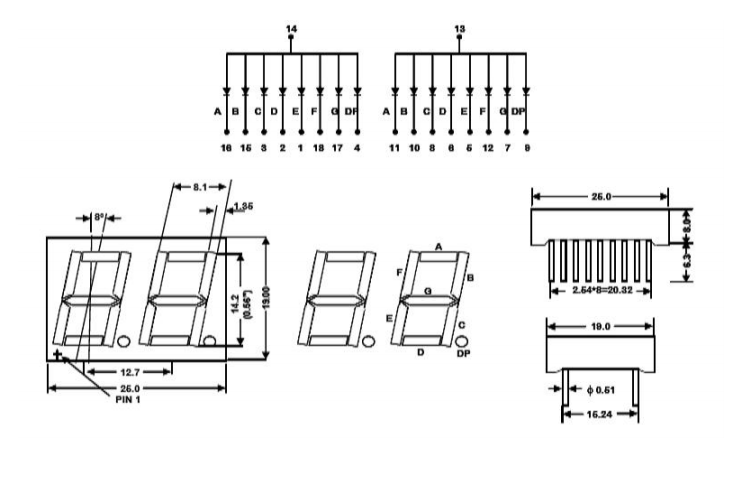 14 13
A B C D E F G DP A B C D E F G DP
16 15 3 2 1 18 17 4 11 10 8 6 5 12 7 9
8.1
1.35
8°
25.0
8.0
6.3
2.54*8=20.32
14.2
(0.56")
19.00
A
F B
G
E C
D DP
12.7
25.0
PIN 1
19.0
ϕ 0.51
15.24